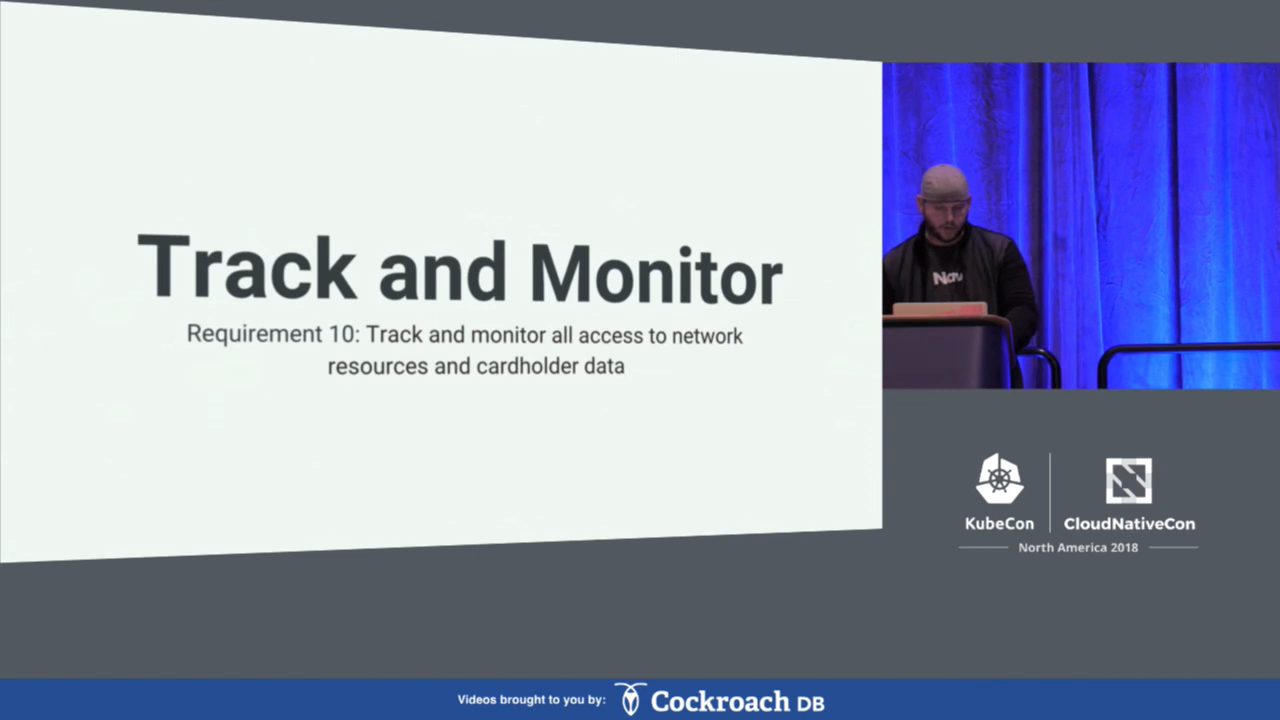 Track and Monitor
Requirement 10: Track and monitor all access to network
resources and cardholder data
KubeCon
CloudNativeCon
North America 2018
Videos brought to you by:
Cockroach DB